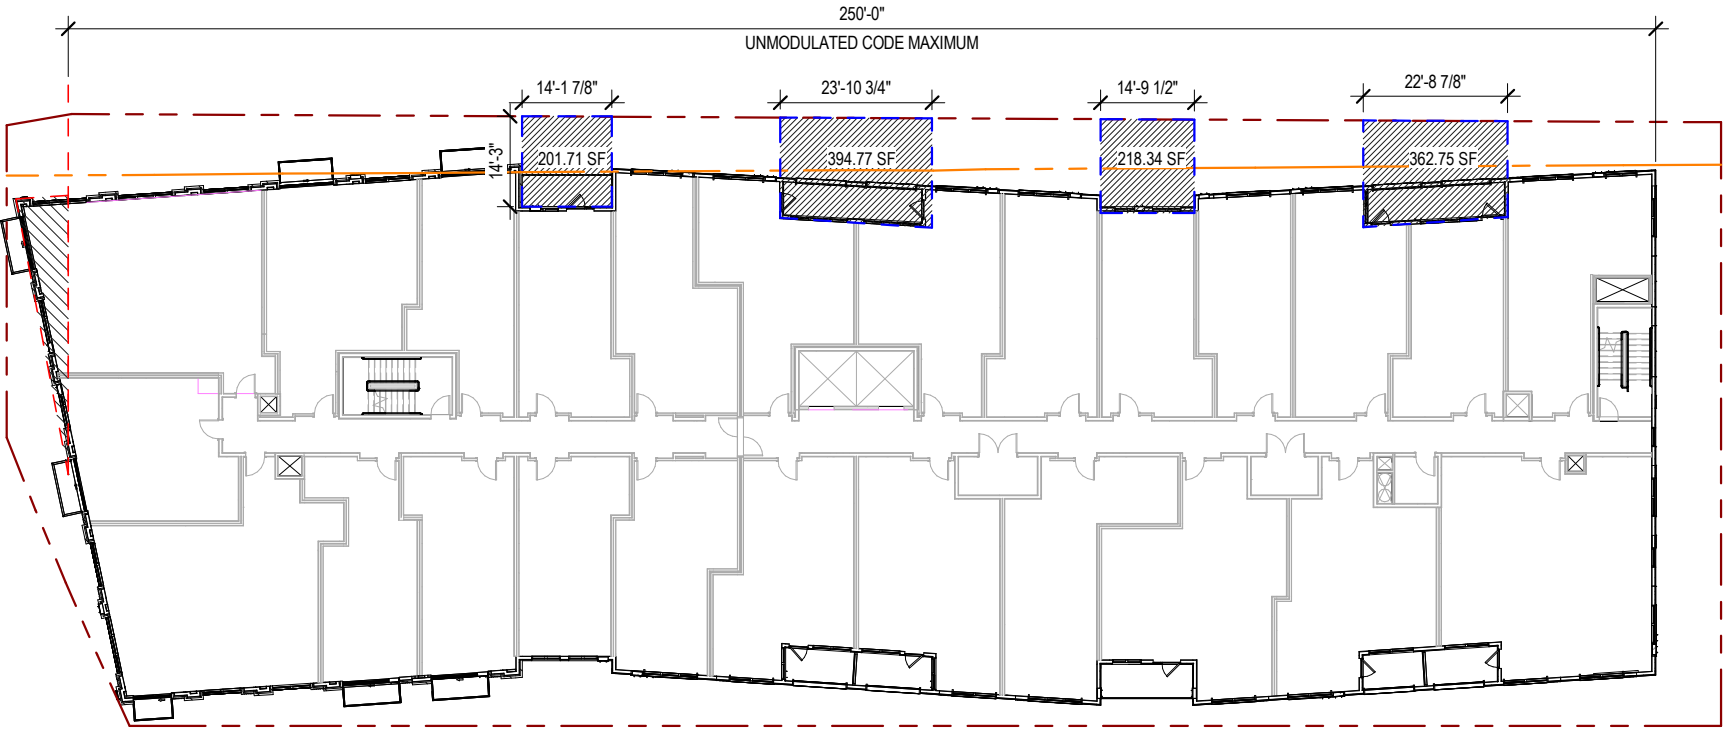 250'-0"
UNMODULATED CODE MAXIMUM
14'-1 7/8"
23'-10 3/4"
14'-9 1/2"
22'-8 7/8"
14'-3"
201.71 SF
394.77 SF
218.34 SF
362.75 SF